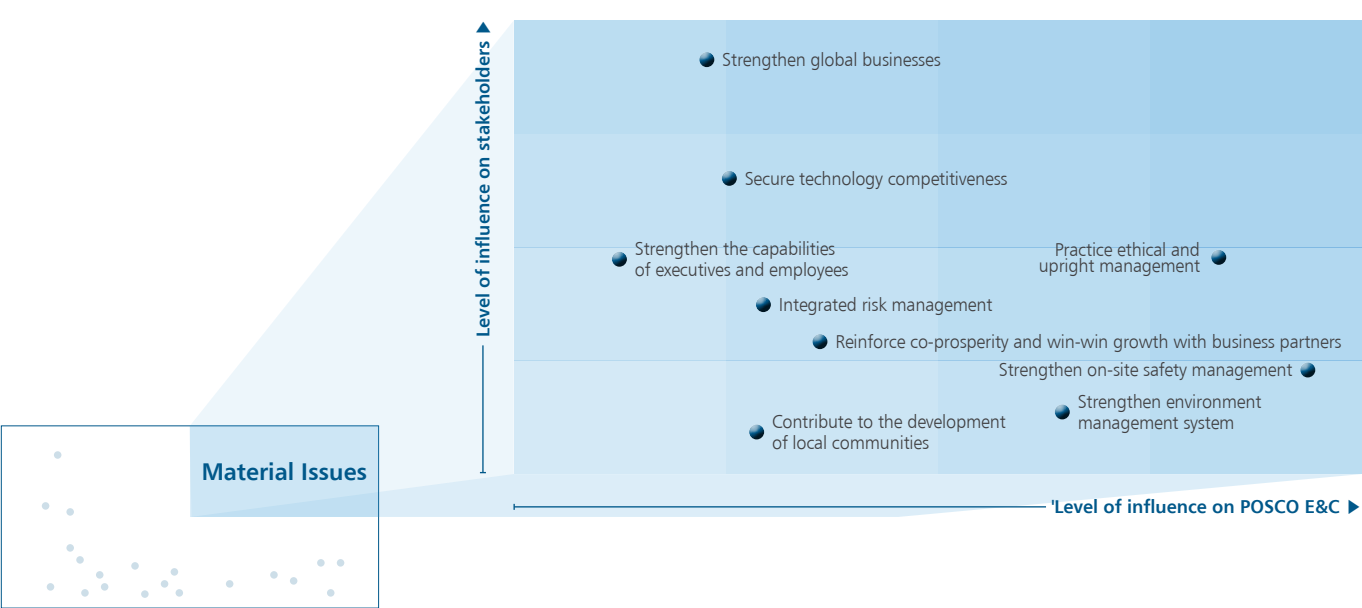 Level of influence on stakeholders
Strengthen global businesses
Secure technology competitiveness
Strengthen the capabilities
of executives and employees
Practice ethical and
upright management
Integrated risk management
Reinforce co-prosperity and win-win growth with business partners
Strengthen on-site safety management
Strengthen environment
management system
Contribute to the development
of local communities
Material Issues
'Level of influence on POSCO E&C